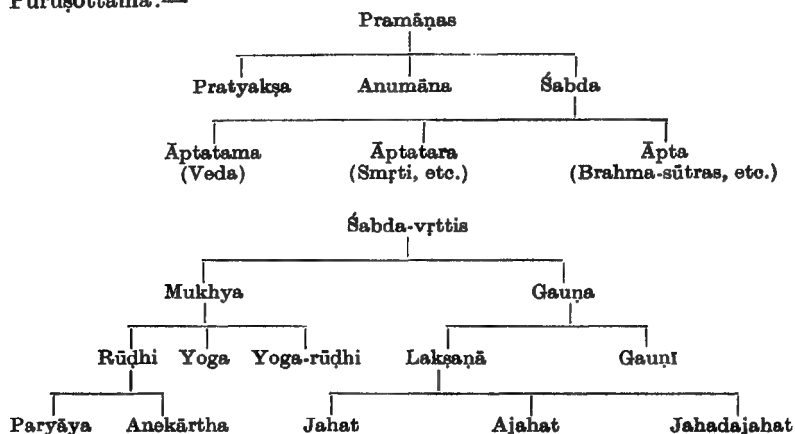 Puruṣottama:—
Pramāṇas
Pratyakṣa Anumāna Śabda
Āptatama Āptatara Āpta
(Veda) (Smṛti, etc.) (Brahma-sūtras, etc.)
Śabda-vṛttis
Mukhya Gauṇa
Rūḍhi Yoga Yoga-rūḍhi Lakṣaṇā Gauṇī
Paryāya Anekārtha Jahat Ajahat Jahadajahat